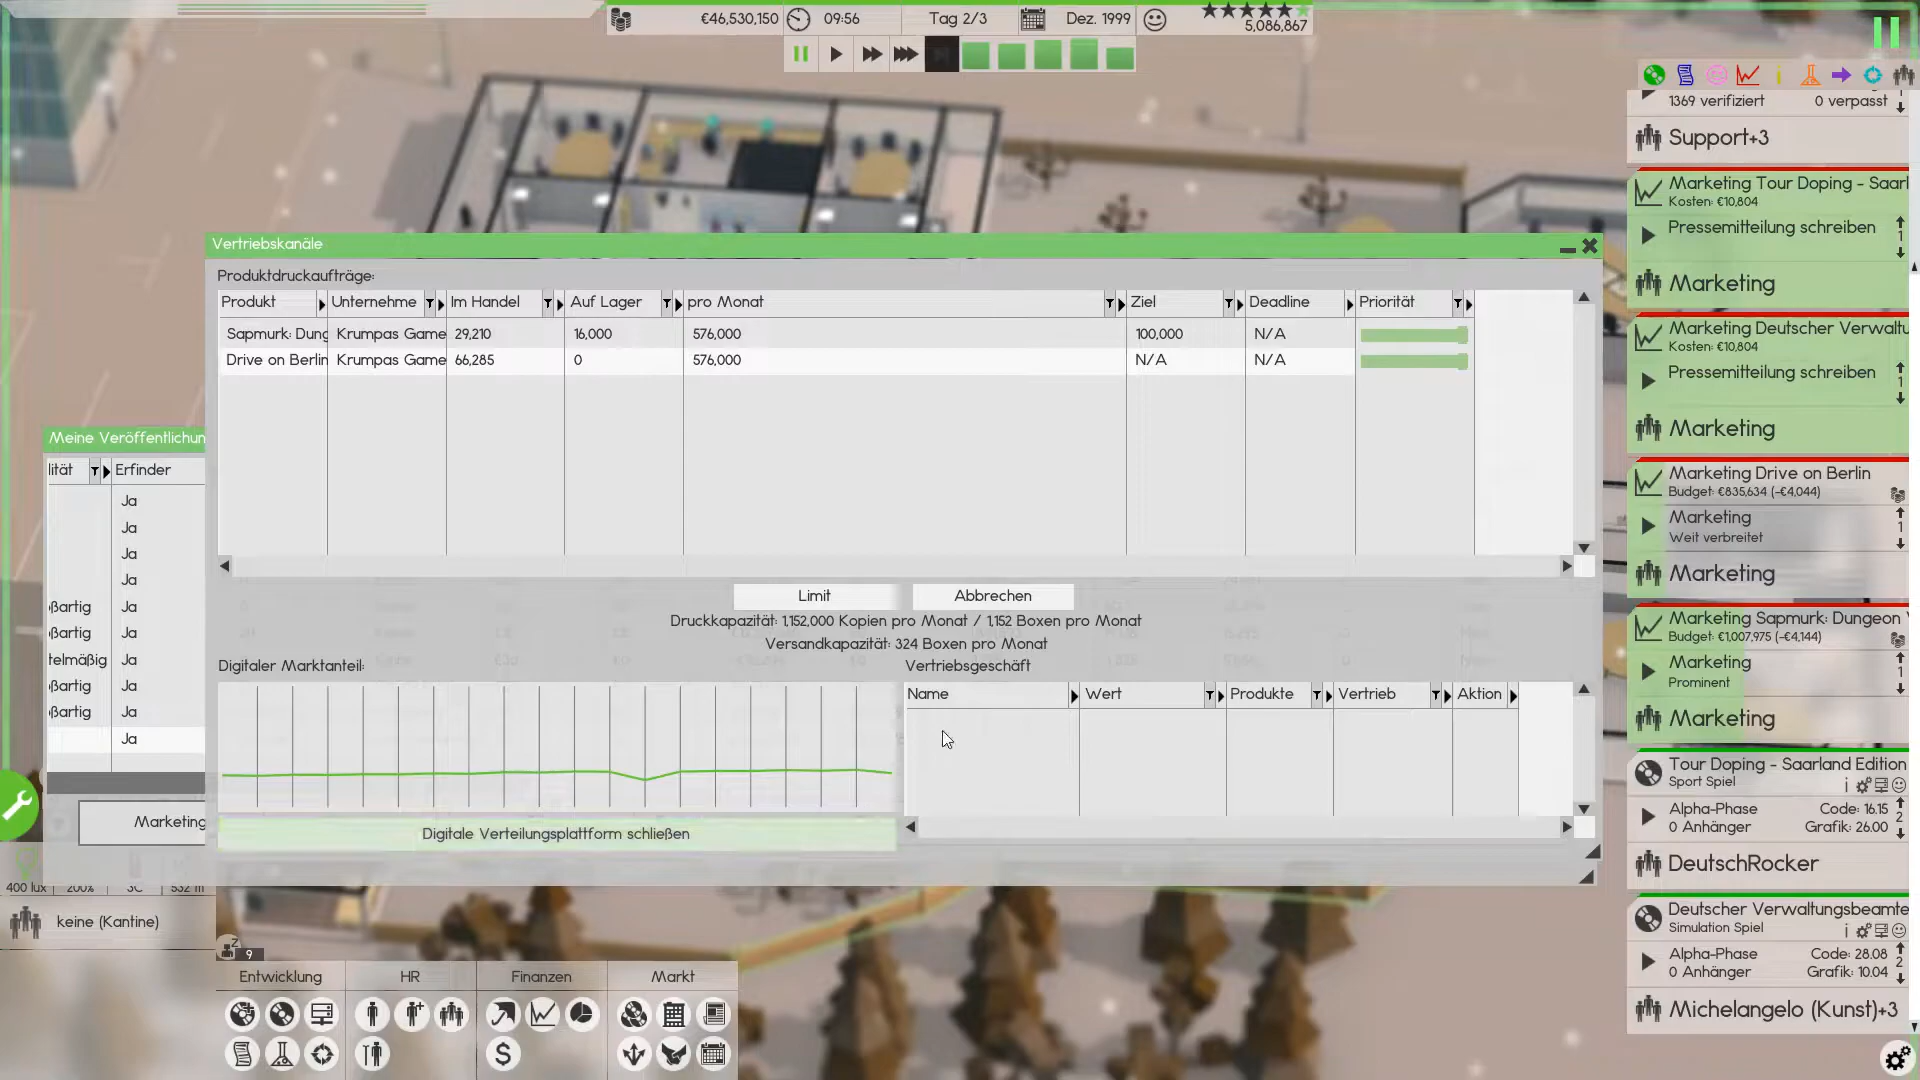 €46,530,150
09:56
Tag 2/3
Dez. 1999
5,086,867
1369 verifiziert
0 verpasst
Support+3
Marketing Tour Doping - Saarl
Kosten: €10,804
Pressemitteilung schreiben
1
Marketing
Marketing Deutscher Verwaltu
Kosten: €10,804
Pressemitteilung schreiben
1
Marketing
Marketing Drive on Berlin
Budget: €835,634 (-€4,044)
Marketing
Weit verbreitet
1
Marketing
Marketing Sapmurk: Dungeon
Budget: €1,007,975 (-€4,144)
Marketing
Prominent
1
Marketing
Tour Doping - Saarland Edition
Sport Spiel
Alpha-Phase
Code: 16.15
0 Anhänger
Grafik: 26.00
2
DeutschRocker
Deutscher Verwaltungsbeamte
Simulation Spiel
Alpha-Phase
Code: 28.08
0 Anhänger
Grafik: 10.04
2
Michelangelo (Kunst)+3
Vertriebskanäle
Produktdruckaufträge:
Produkt
Unternehme
Im Handel
Auf Lager
pro Monat
Ziel
Deadline
Priorität
Sapmurk: Dung
Krumpas Game
29,210
16,000
576,000
100,000
N/A
Drive on Berlin
Krumpas Game
66,285
0
576,000
N/A
N/A
Limit
Abbrechen
Druckkapazität: 1,152,000 Kopien pro Monat / 1,152 Boxen pro Monat
Versandkapazität: 324 Boxen pro Monat
Digitaler Marktanteil:
Vertriebsgeschäft
Name
Wert
Produkte
Vertrieb
Aktion
Digitale Verteilungsplattform schließen
Meine Veröffentlichun
lität
Erfinder
Ja
Ja
Ja
Ja
ßartig
Ja
ßartig
Ja
telmäßig
Ja
ßartig
Ja
ßartig
Ja
Ja
Marketing
400 lux
200%
3C
532 m
keine (Kantine)
9
Entwicklung
HR
Finanzen
Markt